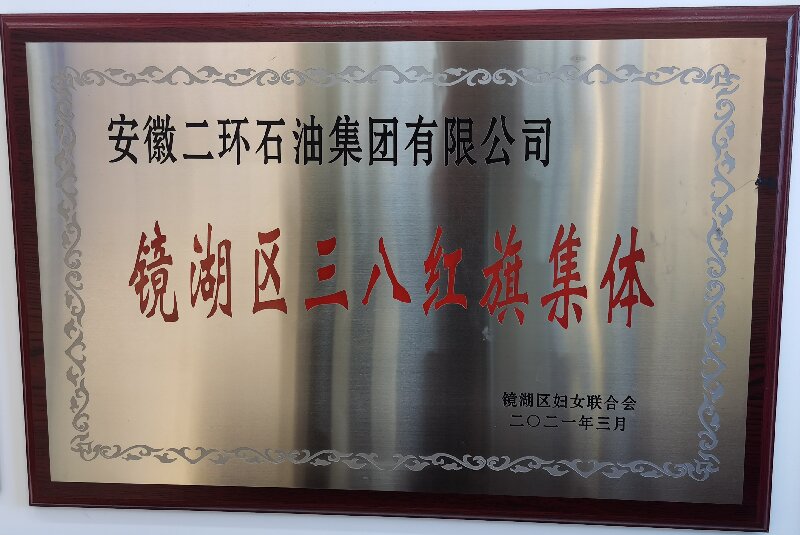 安徽二环石油集团有限公司
镜湖区三八红旗集体
镜湖区妇女联合会
二〇二一年三月